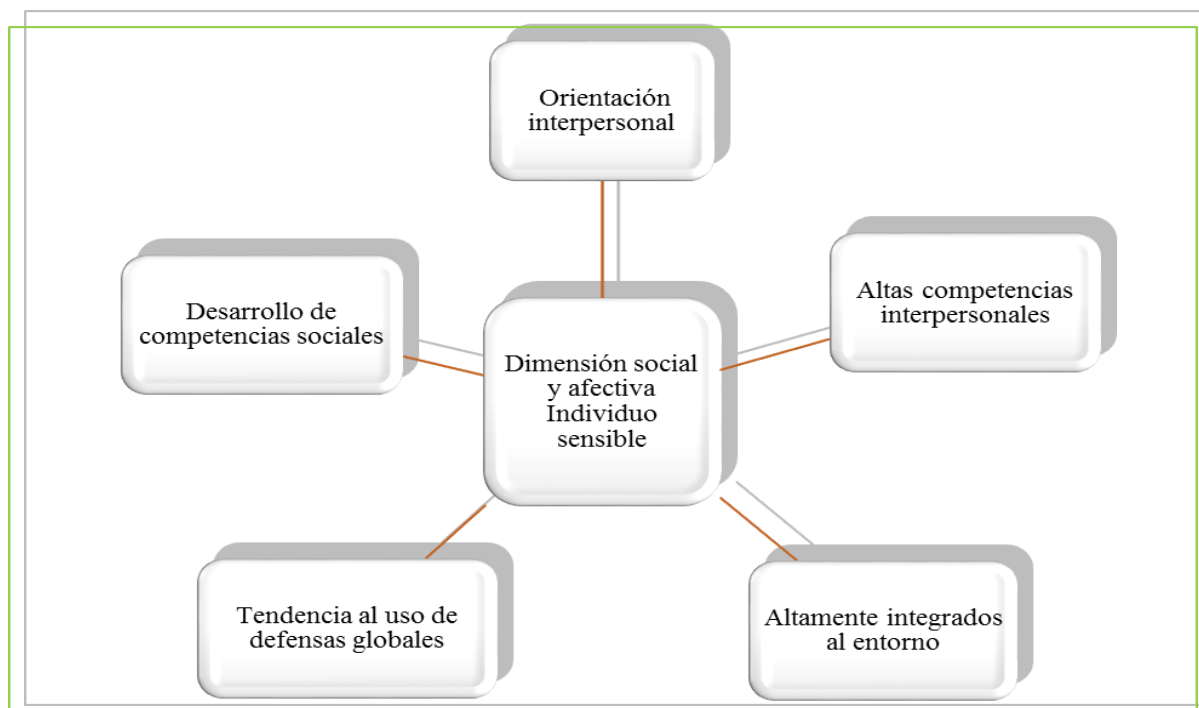 Orientación
interpersonal
Altas competencias
interpersonales
Desarrollo de
competencias sociales
Dimensión social
y afectiva
Individuo
sensible
Tendencia al uso de
defensas globales
Altamente integrados
al entorno